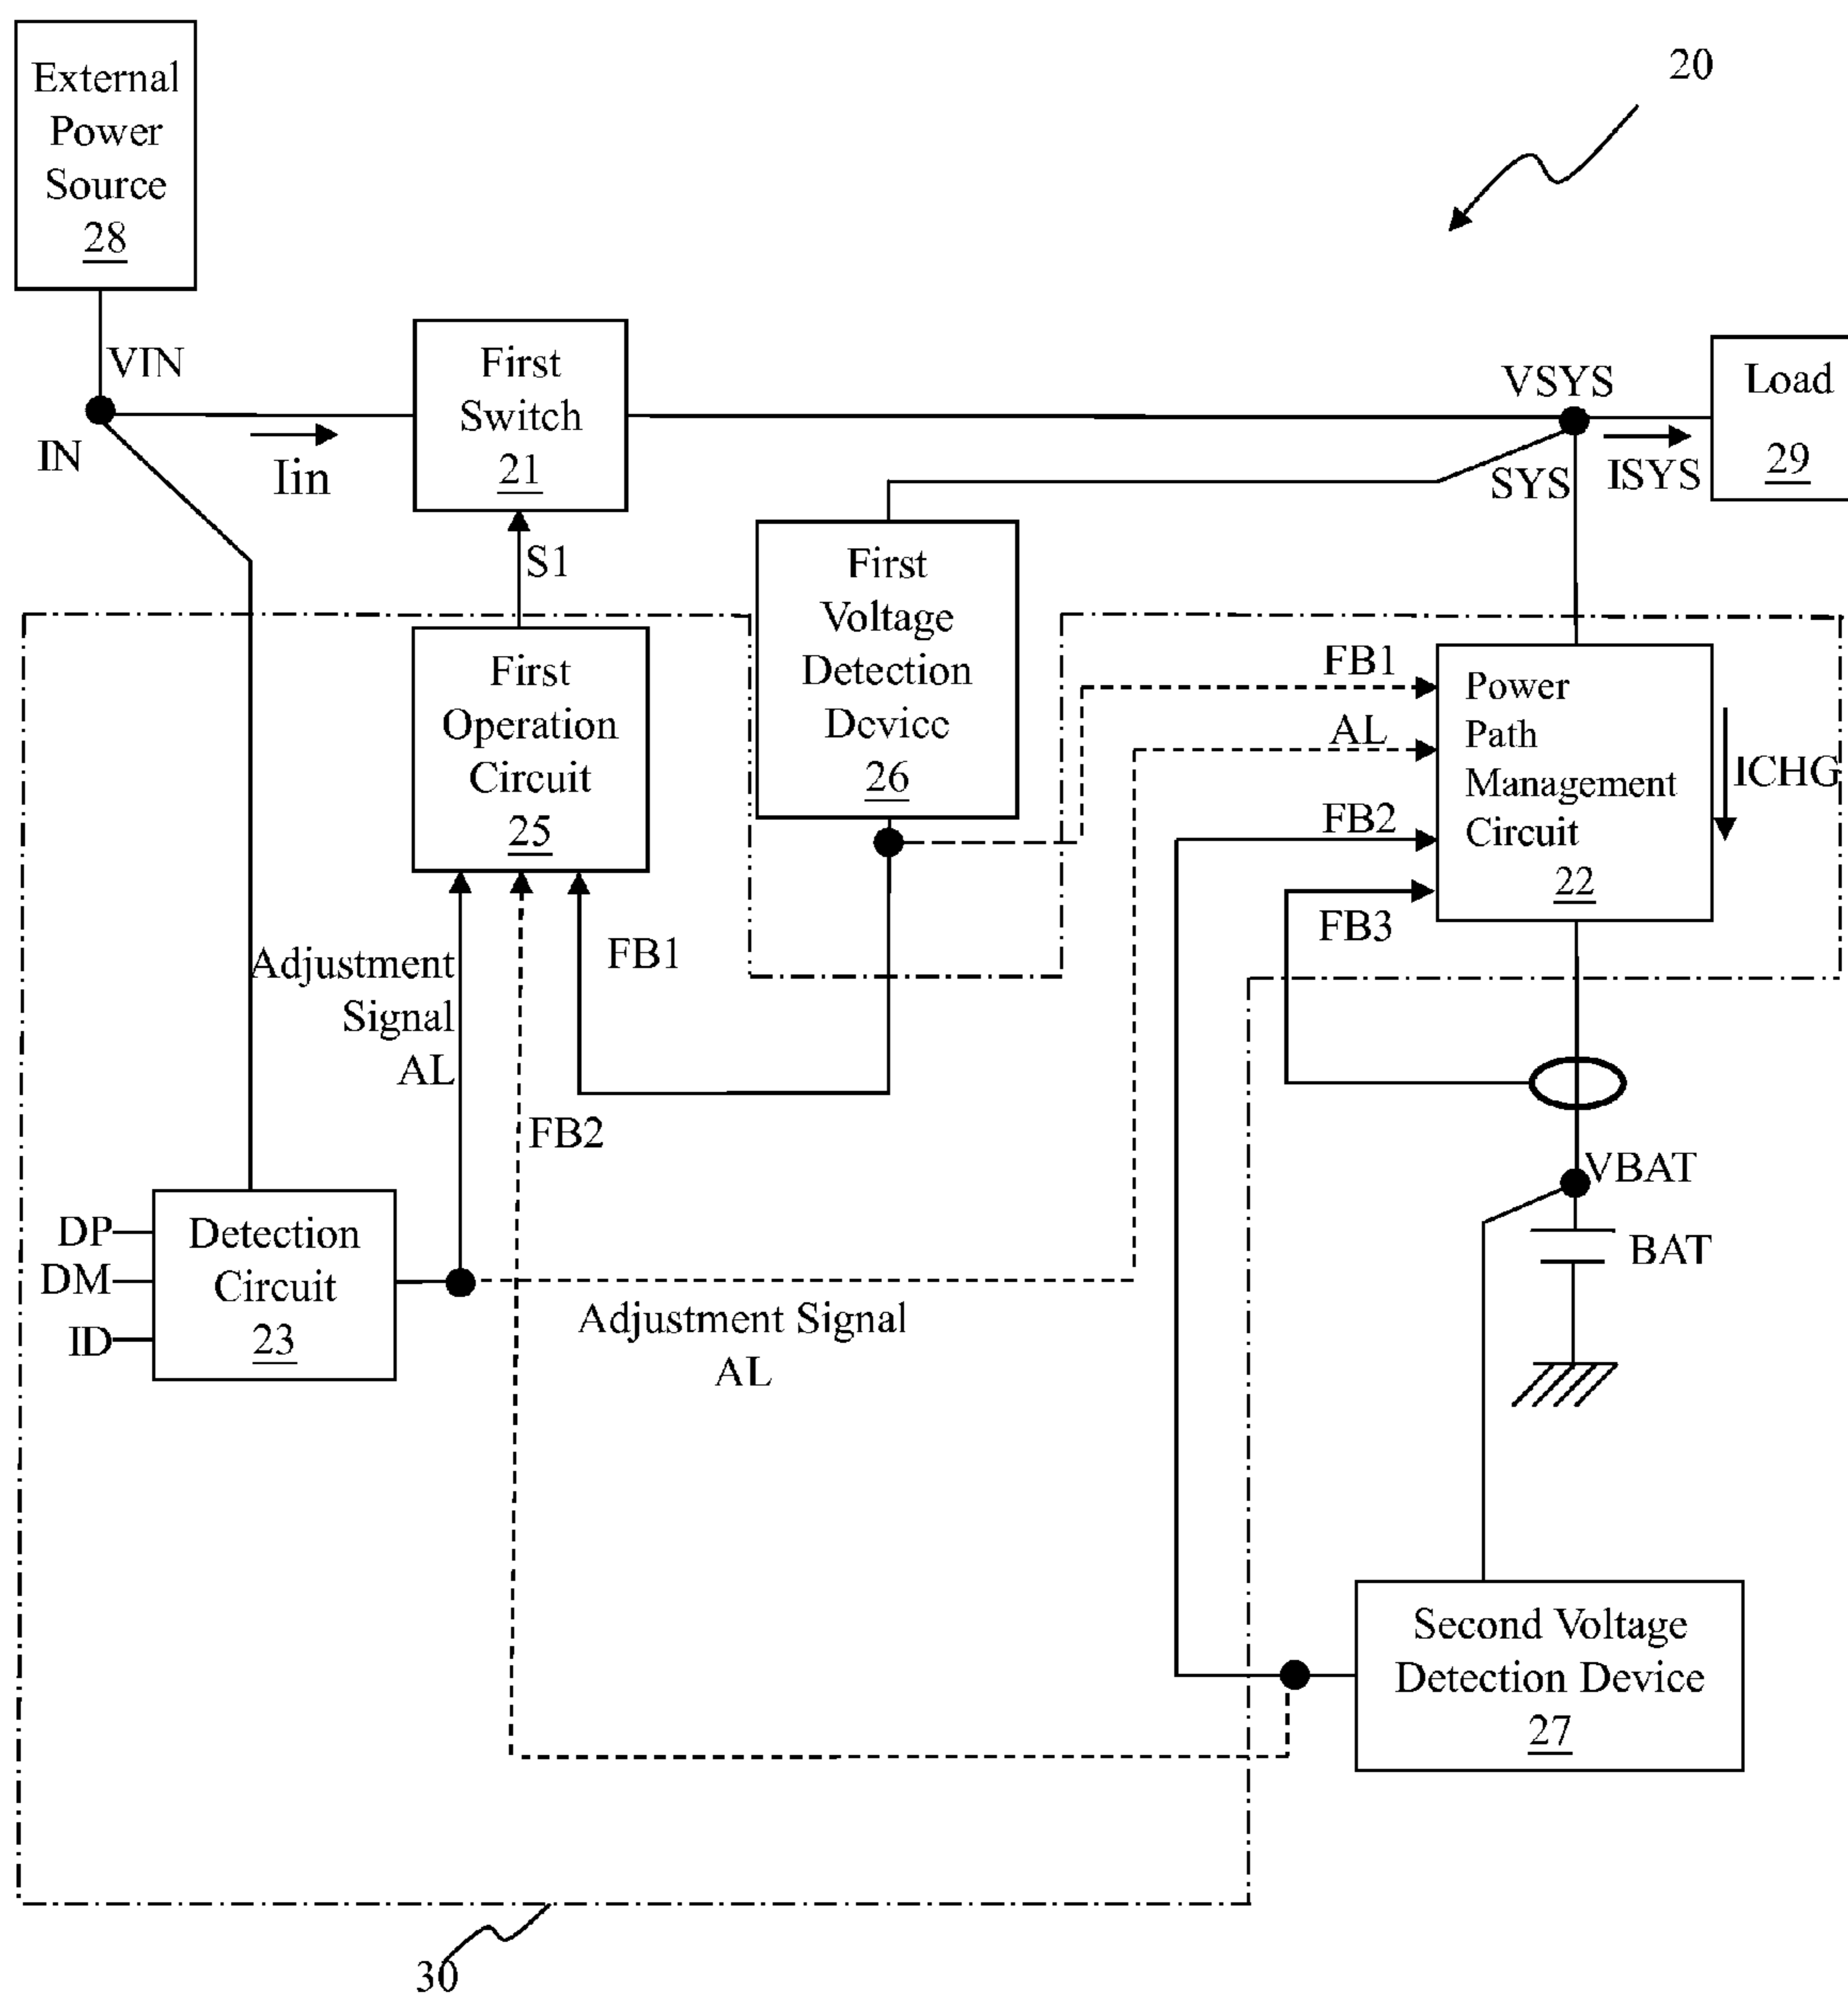 External
Power
Source
28
20
VIN
IN
Iin
First
Switch
21
VSYS
SYS
ISYS
Load
29
S1
First
Operation
Circuit
25
First
Voltage
Detection
Device
26
FB1
AL
FB2
FB3
Power
Path
Management
Circuit
22
ICHG
Adjustment
Signal
AL
FB1
FB2
VBAT
BAT
DP
DM
ID
Detection
Circuit
23
Adjustment Signal
AL
Second Voltage
Detection Device
27
30